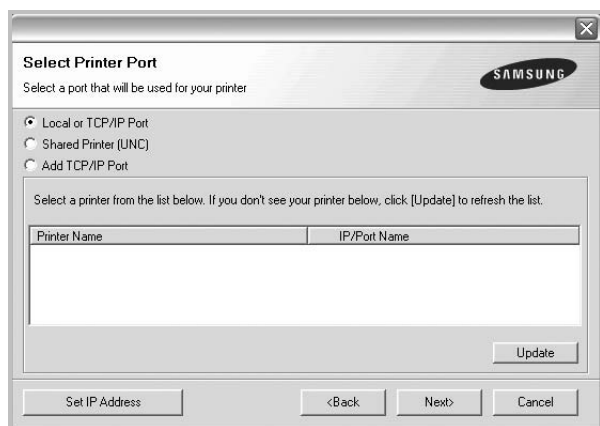 Select Printer Port
Select a port that will be used for your printer
SAMSUNG
Local or TCP/IP Port
Shared Printer (UNC)
Add TCP/IP Port
Select a printer from the list below. If you don't see your printer below, click [Update] to refresh the list.
Printer Name IP/Port Name
Update
Set IP Address <Back Next> Cancel